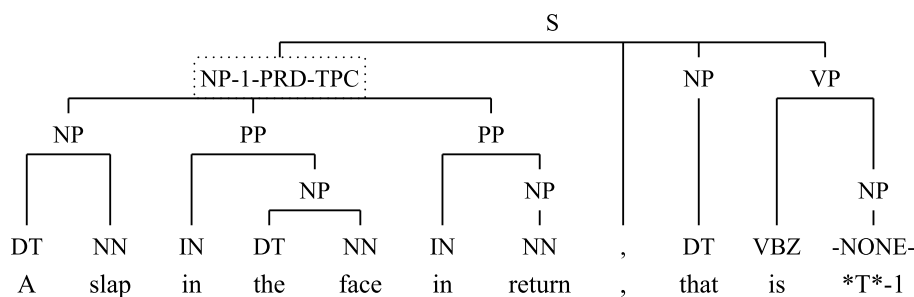 S
NP-1-PRD-TPC NP VP
NP PP PP
NP NP NP
DT NN IN DT NN IN NN , DT VBZ -NONE-
A slap in the face in return , that is *T*-1